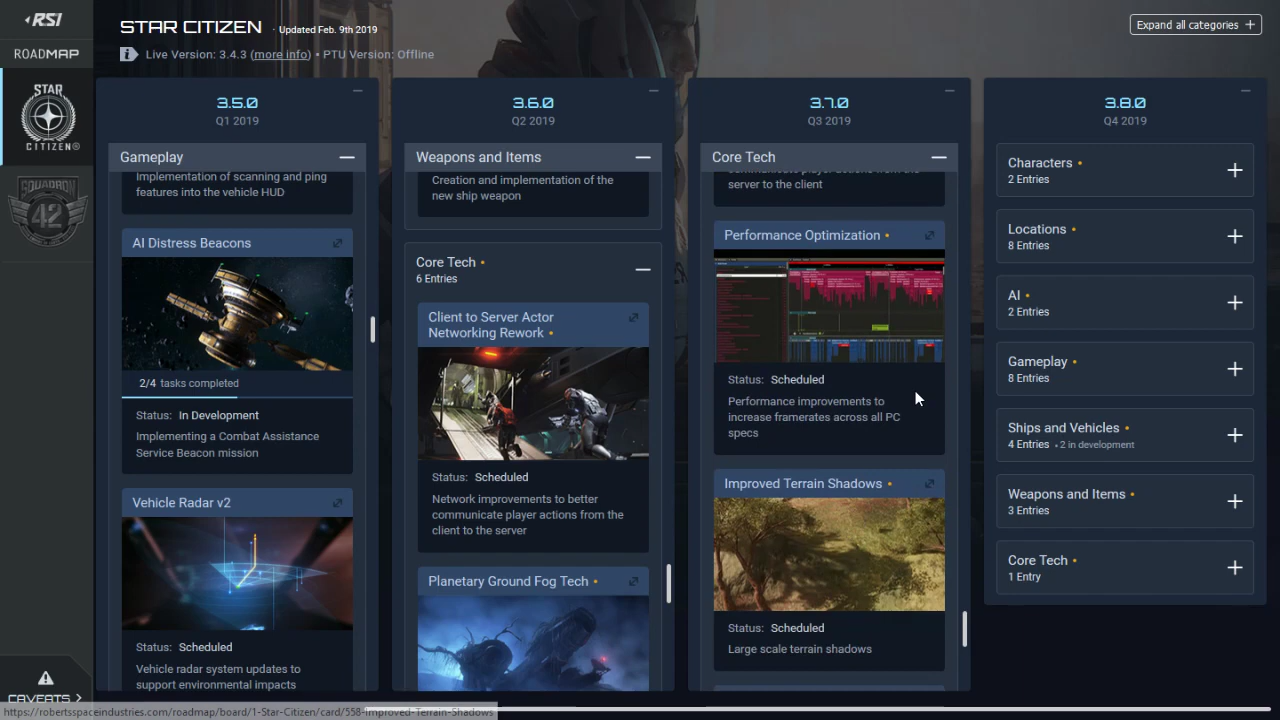 RSI
STAR CITIZEN · Updated Feb. 9th 2019
Expand all categories +
ROADMAP
Live Version: 3.4.3 (more info) • PTU Version: Offline
STAR
CITIZEN®
SQUADRON
42
CAVEATS
3.5.0
Q1 2019
Gameplay
Implementation of scanning and ping
features into the vehicle HUD
AI Distress Beacons
2/4 tasks completed
Status: In Development
Implementing a Combat Assistance
Service Beacon mission
Vehicle Radar v2
Status: Scheduled
Vehicle radar system updates to
support environmental impacts
3.6.0
Q2 2019
Weapons and Items
Creation and implementation of the
new ship weapon
Core Tech •
6 Entries
Client to Server Actor
Networking Rework •
Status: Scheduled
Network improvements to better
communicate player actions from the
client to the server
Planetary Ground Fog Tech •
3.7.0
Q3 2019
Core Tech
communicate player actions from the
server to the client
Performance Optimization •
Status: Scheduled
Performance improvements to
increase framerates across all PC
specs
Improved Terrain Shadows •
Status: Scheduled
Large scale terrain shadows
3.8.0
Q4 2019
Characters •
2 Entries
Locations •
8 Entries
AI •
2 Entries
Gameplay •
8 Entries
Ships and Vehicles •
4 Entries • 2 in development
Weapons and Items •
3 Entries
Core Tech •
1 Entry
https://robertsspaceindustries.com/roadmap/board/1-Star-Citizen/card/558-Improved-Terrain-Shadows